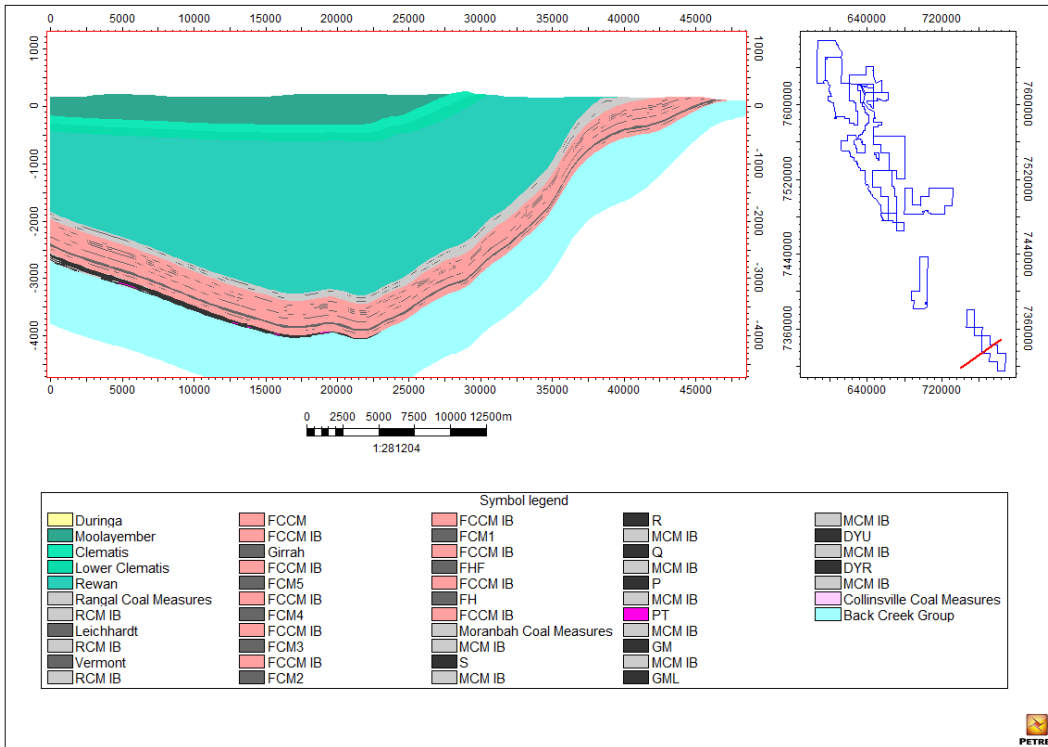 0 5000 10000 15000 20000 25000 30000 35000 40000 45000
640000 720000
1000 1000
0 0
-1000 -1000
-2000 -2000
-3000 -3000
-4000 -4000
7600000 7600000
7520000 7520000
7440000 7440000
7360000 7360000
0 5000 10000 15000 20000 25000 30000 35000 40000 45000
640000 720000
0 2500 5000 7500 10000 12500m
1:281204
Symbol legend
Duringa
Moolayember
Clematis
Lower Clematis
Rewan
Rangal Coal Measures
RCM IB
Leichhardt
RCM IB
Vermont
RCM IB
FCCM
FCCM IB
Girrah
FCCM IB
FCM5
FCCM IB
FCM4
FCCM IB
FCM3
FCCM IB
FCM2
FCCM IB
FCM1
FCCM IB
FHF
FCCM IB
FH
FCCM IB
Moranbah Coal Measures
MCM IB
S
MCM IB
R
MCM IB
Q
MCM IB
P
MCM IB
PT
MCM IB
GM
MCM IB
GML
MCM IB
DYU
MCM IB
DYR
MCM IB
Collinsville Coal Measures
Back Creek Group
PETRE